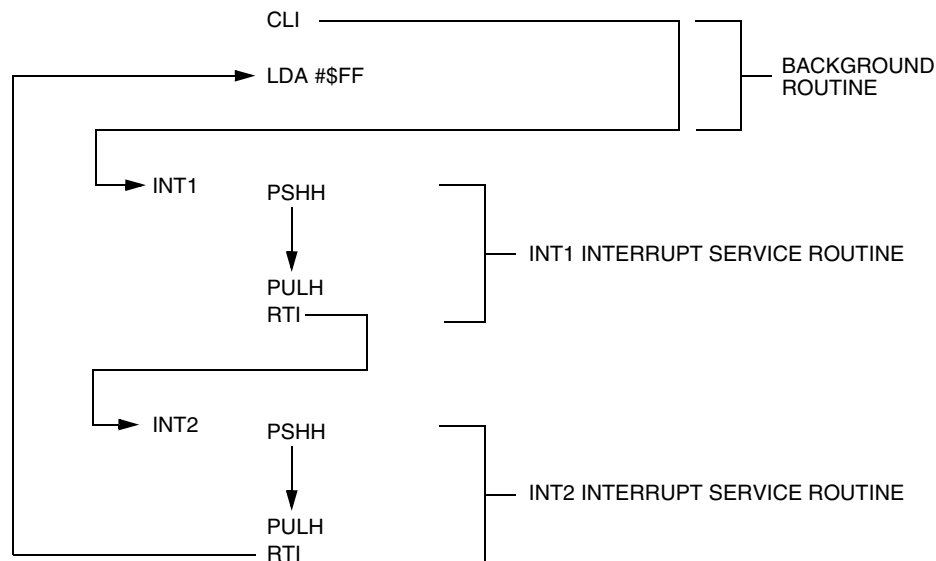 CLI
LDA #$FF
BACKGROUND
ROUTINE
INT1
PSHH
INT1 INTERRUPT SERVICE ROUTINE
PULH
RTI
INT2
PSHH
INT2 INTERRUPT SERVICE ROUTINE
PULH
RTI